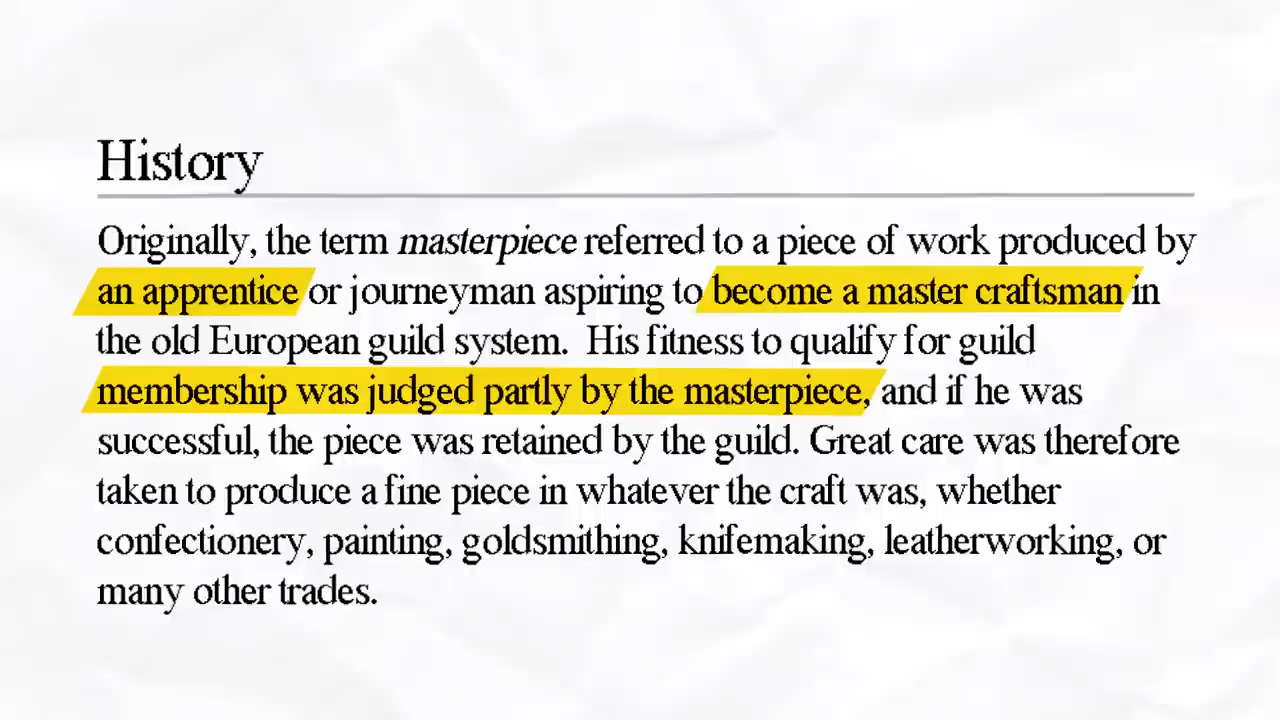 History
Originally, the term masterpiece referred to a piece of work produced by
an apprentice or journeyman aspiring to become a master craftsman in
the old European guild system.  His fitness to qualify for guild
membership was judged partly by the masterpiece, and if he was
successful, the piece was retained by the guild. Great care was therefore
taken to produce a fine piece in whatever the craft was, whether
confectionery, painting, goldsmithing, knifemaking, leatherworking, or
many other trades.